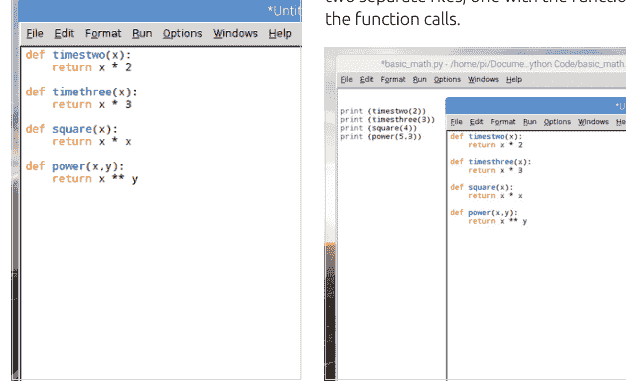 *Untit
File Edit Format Run Options Windows Help
def timestwo(x):
return x * 2
def timethree(x):
return x * 3
def square(x):
return x * x
def power(x,y):
return x ** y
two separate files, one with the function
the function calls.
*basic_math.py - /home/pi/Docume...ython Code/basic_math.
File Edit Format Run Options Windows Help
print (timestwo(2))
print (timesthree(3))
print (square(4))
print (power(5,3))
*U
File Edit Format Run Options Windows He
def timestwo(x):
return x * 2
def timesthree(x):
return x * 3
def square(x):
return x * x
def power(x,y):
return x ** y